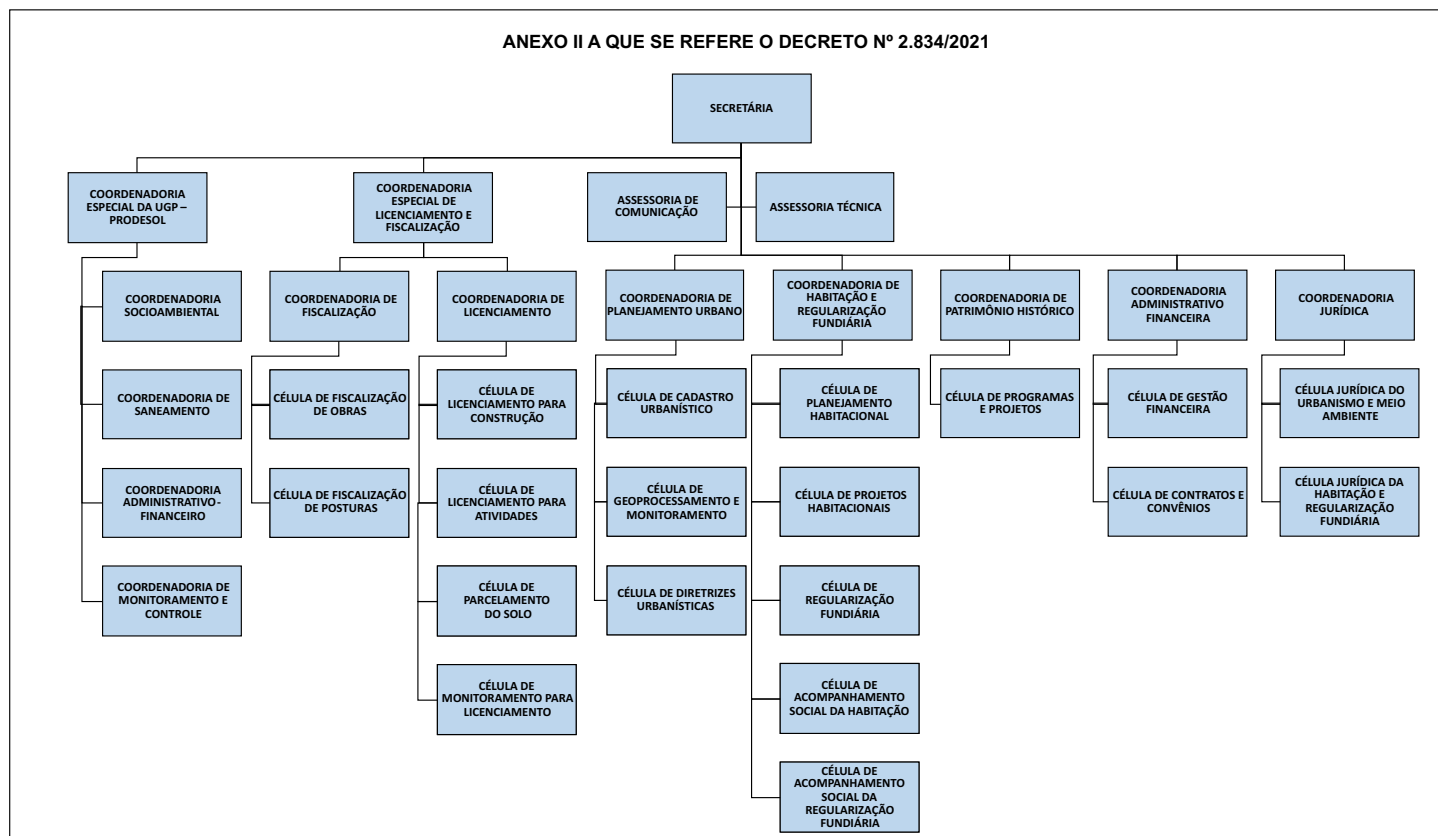 ANEXO II A QUE SE REFERE O DECRETO Nº 2.834/2021
SECRETÁRIA
COORDENADORIA
ESPECIAL DA UGP –
PRODESOL
COORDENADORIA
ESPECIAL DE
LICENCIAMENTO E
FISCALIZAÇÃO
ASSESSORIA DE
COMUNICAÇÃO
ASSESSORIA TÉCNICA
COORDENADORIA
SOCIOAMBIENTAL
COORDENADORIA DE
FISCALIZAÇÃO
COORDENADORIA DE
LICENCIAMENTO
COORDENADORIA DE
PLANEJAMENTO URBANO
COORDENADORIA DE
HABITAÇÃO E
REGULARIZAÇÃO
FUNDIÁRIA
COORDENADORIA DE
PATRIMÔNIO HISTÓRICO
COORDENADORIA
ADMINISTRATIVO
FINANCEIRA
COORDENADORIA
JURÍDICA
COORDENADORIA DE
SANEAMENTO
CÉLULA DE FISCALIZAÇÃO
DE OBRAS
CÉLULA DE
LICENCIAMENTO PARA
CONSTRUÇÃO
CÉLULA DE CADASTRO
URBANÍSTICO
CÉLULA DE
PLANEJAMENTO
HABITACIONAL
CÉLULA DE PROGRAMAS
E PROJETOS
CÉLULA DE GESTÃO
FINANCEIRA
CÉLULA JURÍDICA DO
URBANISMO E MEIO
AMBIENTE
COORDENADORIA
ADMINISTRATIVO-
FINANCEIRO
CÉLULA DE FISCALIZAÇÃO
DE POSTURAS
CÉLULA DE
LICENCIAMENTO PARA
ATIVIDADES
CÉLULA DE
GEOPROCESSAMENTO E
MONITORAMENTO
CÉLULA DE PROJETOS
HABITACIONAIS
CÉLULA DE CONTRATOS E
CONVÊNIOS
CÉLULA JURÍDICA DA
HABITAÇÃO E
REGULARIZAÇÃO
FUNDIÁRIA
COORDENADORIA DE
MONITORAMENTO E
CONTROLE
CÉLULA DE
PARCELAMENTO
DO SOLO
CÉLULA DE DIRETRIZES
URBANÍSTICAS
CÉLULA DE
REGULARIZAÇÃO
FUNDIÁRIA
CÉLULA DE
MONITORAMENTO PARA
LICENCIAMENTO
CÉLULA DE
ACOMPANHAMENTO
SOCIAL DA HABITAÇÃO
CÉLULA DE
ACOMPANHAMENTO
SOCIAL DA
REGULARIZAÇÃO
FUNDIÁRIA